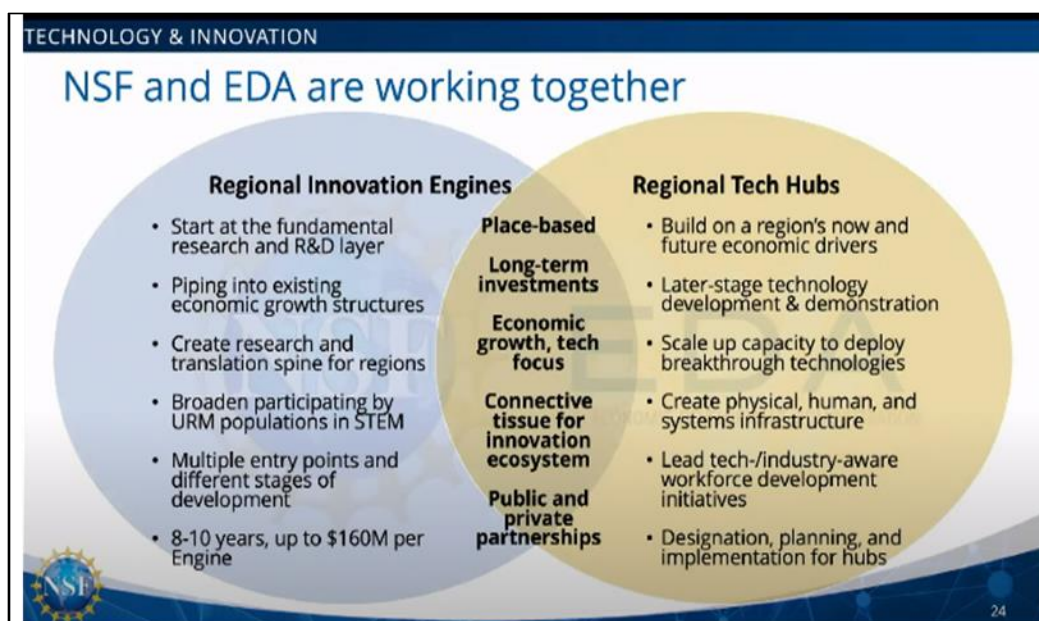 TECHNOLOGY & INNOVATION
NSF and EDA are working together
Regional Innovation Engines
• Start at the fundamental
research and R&D layer
• Piping into existing
economic growth structures
• Create research and
translation spine for regions
• Broaden participating by
URM populations in STEM
• Multiple entry points and
different stages of
development
• 8-10 years, up to $160M per
Engine
Place-based
Long-term
investments
Economic
growth, tech
focus
Connective
tissue for
innovation
ecosystem
Public and
private
partnerships
Regional Tech Hubs
• Build on a region's now and
future economic drivers
• Later-stage technology
development & demonstration
• Scale up capacity to deploy
breakthrough technologies
• Create physical, human, and
systems infrastructure
• Lead tech-/industry-aware
workforce development
initiatives
• Designation, planning, and
implementation for hubs
NSF
EDA
NSF
24